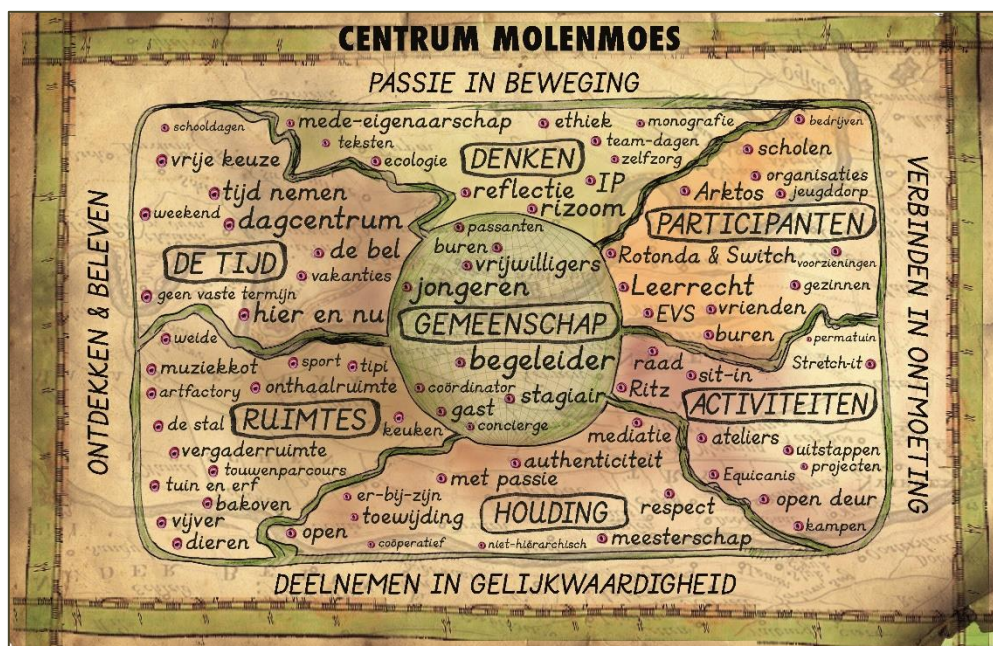 CENTRUM MOLENMOES
PASSIE IN BEWEGING
ONTDEKKEN & BELEVEN
VERBINDEN IN ONTMOETING
DEELNEMEN IN GELIJKWAARDIGHEID
DENKEN
mede-eigenaarschap
ethiek
monografie
teksten
ecologie
team-dagen
zelfzorg
reflectie
IP
rizoom
PARTICIPANTEN
bedrijven
scholen
organisaties
Arktos
jeugddorp
Rotonda & Switch
voorzieningen
Leerrecht
gezinnen
EVS
vrienden
buren
DE TIJD
schooldagen
vrije keuze
tijd nemen
weekend
dagcentrum
de bel
vakanties
geen vaste termijn
hier en nu
GEMEENSCHAP
passanten
buren
vrijwilligers
jongeren
begeleider
coördinator
stagiair
gast
concierge
RUIMTES
weide
muziekkot
sport
tipi
artfactory
onthaalruimte
de stal
keuken
vergaderruimte
touwenparcours
tuin en erf
bakoven
vijver
dieren
ACTIVITEITEN
permatuin
raad
sit-in
Stretch-it
Ritz
mediatie
ateliers
uitstappen
projecten
Equicanis
open deur
kampen
HOUDING
authenticiteit
met passie
er-bij-zijn
toewijding
respect
open
coöperatief
niet-hiërarchisch
meesterschap